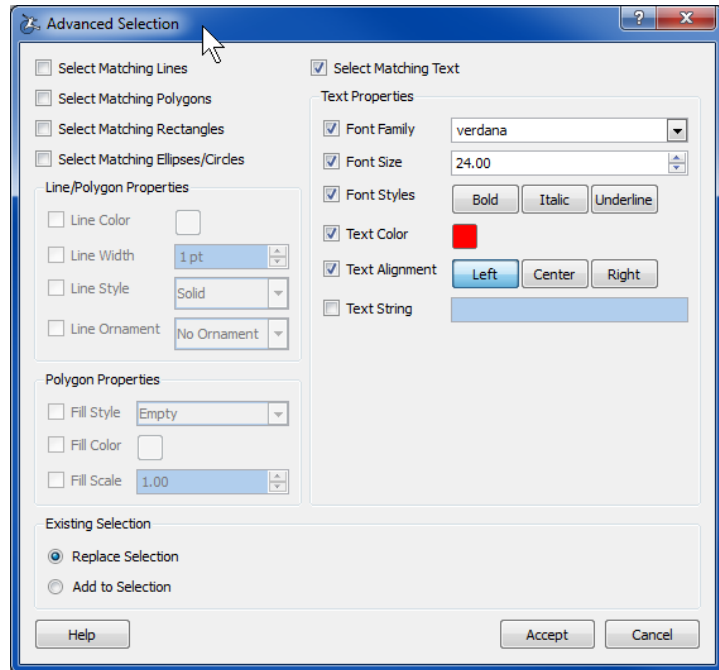 Advanced Selection
?
Select Matching Lines
Select Matching Polygons
Select Matching Rectangles
Select Matching Ellipses/Circles
Line/Polygon Properties
Line Color
Line Width 1 pt
Line Style Solid
Line Ornament No Ornament
Polygon Properties
Fill Style Empty
Fill Color
Fill Scale 1.00
Select Matching Text
Text Properties
Font Family verdana
Font Size 24.00
Font Styles Bold Italic Underline
Text Color
Text Alignment Left Center Right
Text String
Existing Selection
Replace Selection
Add to Selection
Help Accept Cancel